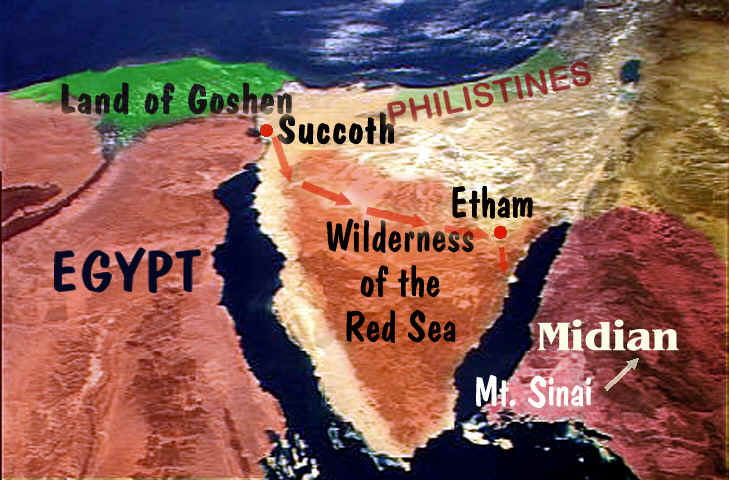 Land of Goshen
PHILISTINES
Succoth
Etham
Wilderness
of the
Red Sea
EGYPT
Midian
Mt. Sinai